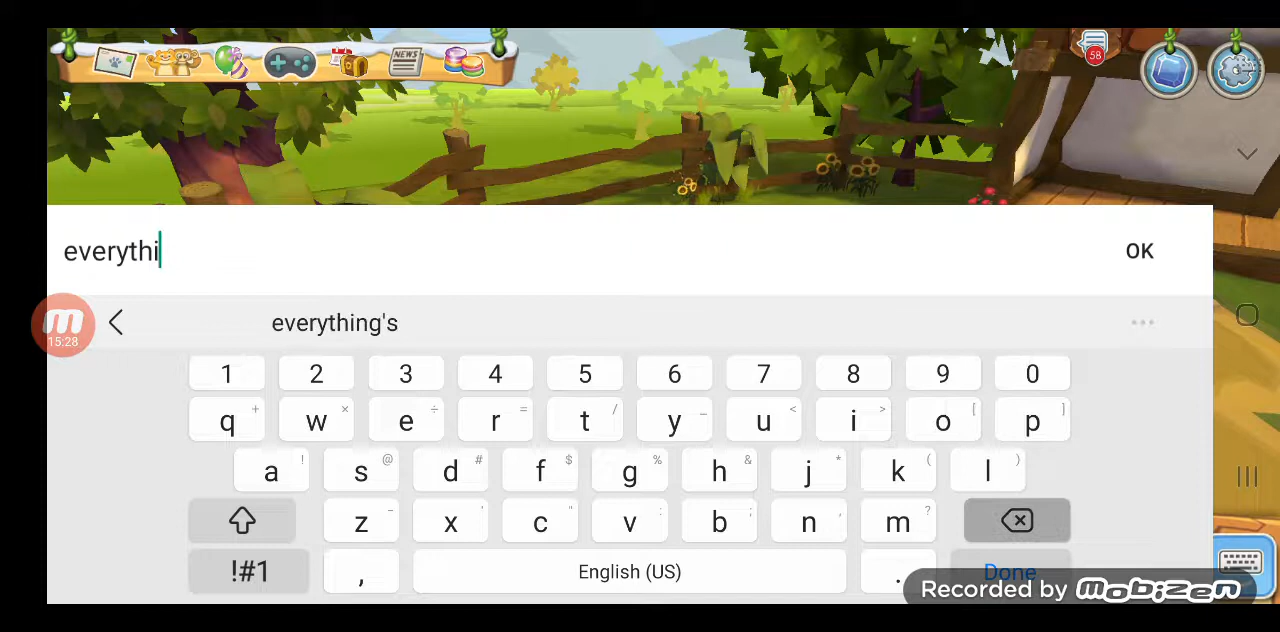 NEWS
58
everythi
OK
everything's
15:28
1 2 3 4 5 6 7 8 9 0
q + w × e ÷ r = t / y _ u < i > o [ p ]
a ! s @ d # f $ g % h & j * k ( l )
z - x ' c " v : b ; n , m ?
!#1 , English (US) . Done
Recorded by mobizen